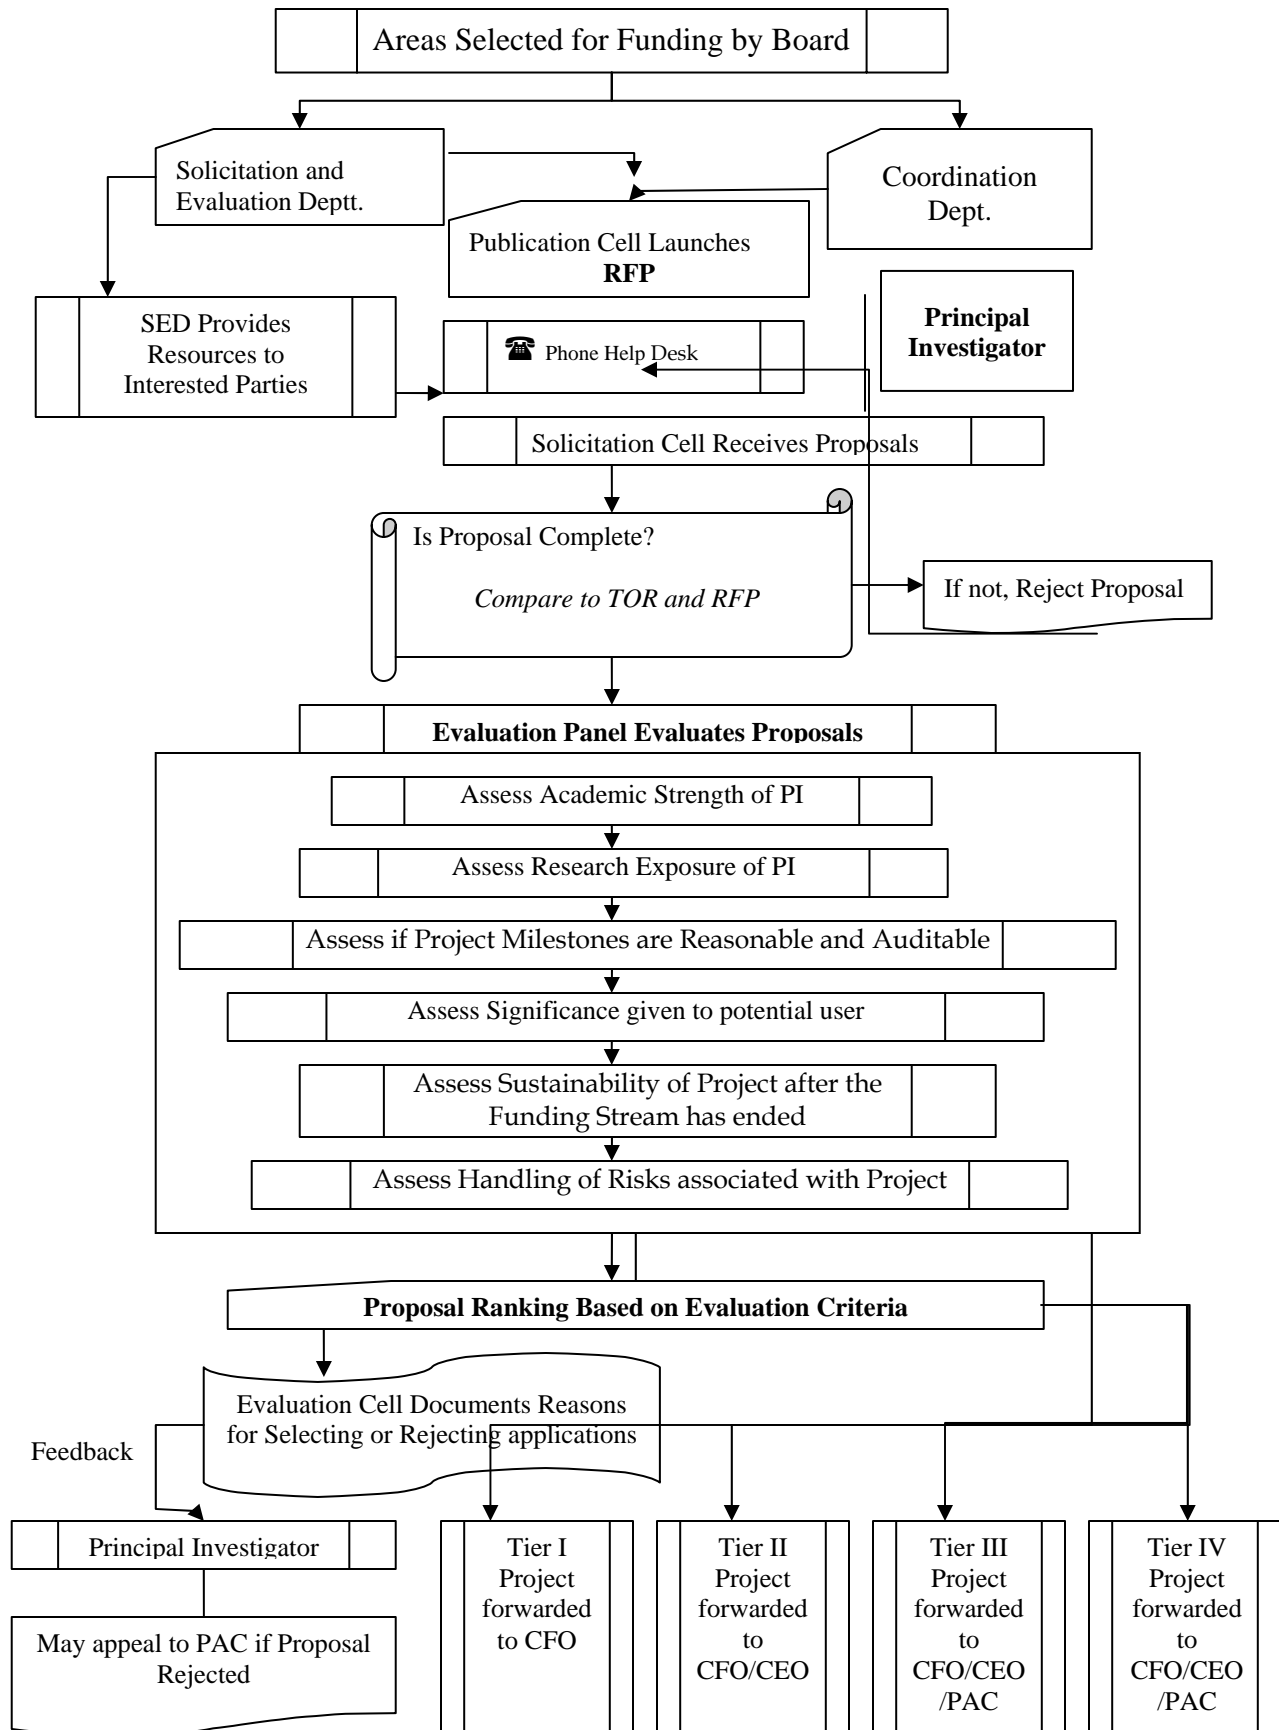 Areas Selected for Funding by Board
Solicitation and
Evaluation Deptt.
Coordination
Dept.
Publication Cell Launches
RFP
Principal
Investigator
SED Provides
Resources to
Interested Parties
☎ Phone Help Desk
Solicitation Cell Receives Proposals
Is Proposal Complete?
Compare to TOR and RFP
If not, Reject Proposal
Evaluation Panel Evaluates Proposals
Assess Academic Strength of PI
Assess Research Exposure of PI
Assess if Project Milestones are Reasonable and Auditable
Assess Significance given to potential user
Assess Sustainability of Project after the
Funding Stream has ended
Assess Handling of Risks associated with Project
Proposal Ranking Based on Evaluation Criteria
Evaluation Cell Documents Reasons
for Selecting or Rejecting applications
Feedback
Principal Investigator
May appeal to PAC if Proposal
Rejected
Tier I
Project
forwarded
to CFO
Tier II
Project
forwarded
to
CFO/CEO
Tier III
Project
forwarded
to
CFO/CEO
/PAC
Tier IV
Project
forwarded
to
CFO/CEO
/PAC